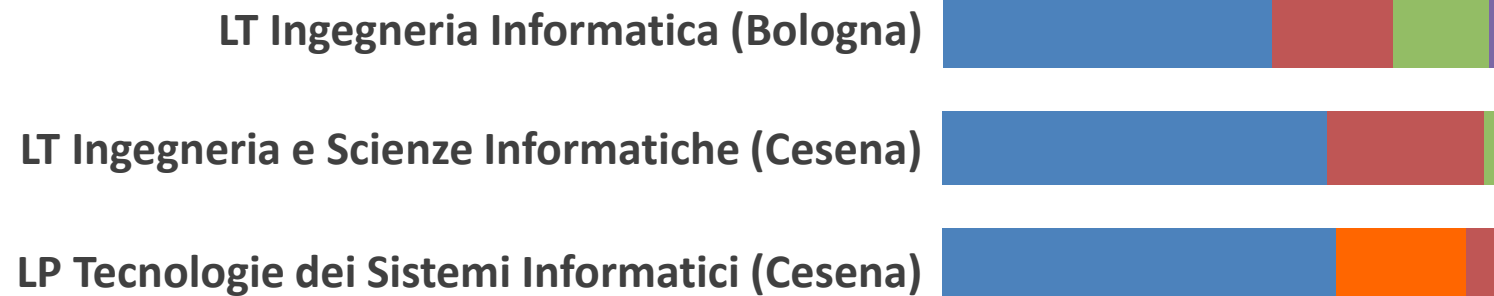 LT Ingegneria Informatica (Bologna)
LT Ingegneria e Scienze Informatiche (Cesena)
LP Tecnologie dei Sistemi Informatici (Cesena)